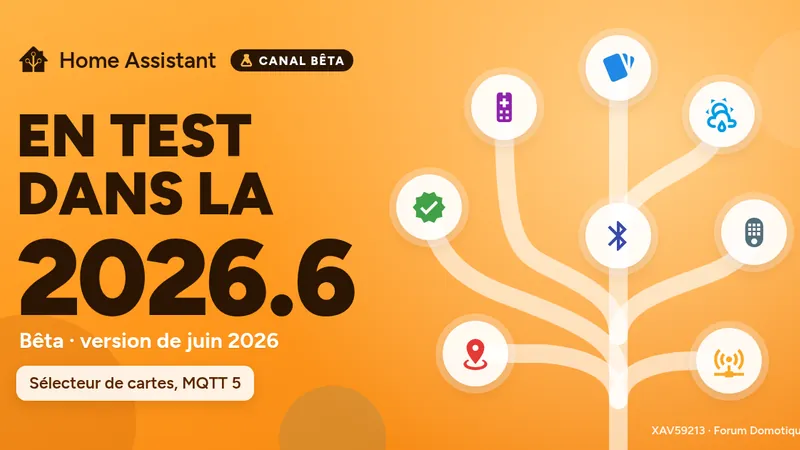 Home Assistant
CANAL BÊTA
EN TEST
DANS LA
2026.6
Bêta · version de juin 2026
Sélecteur de cartes, MQTT 5
XAV59213 · Forum Domotiqu